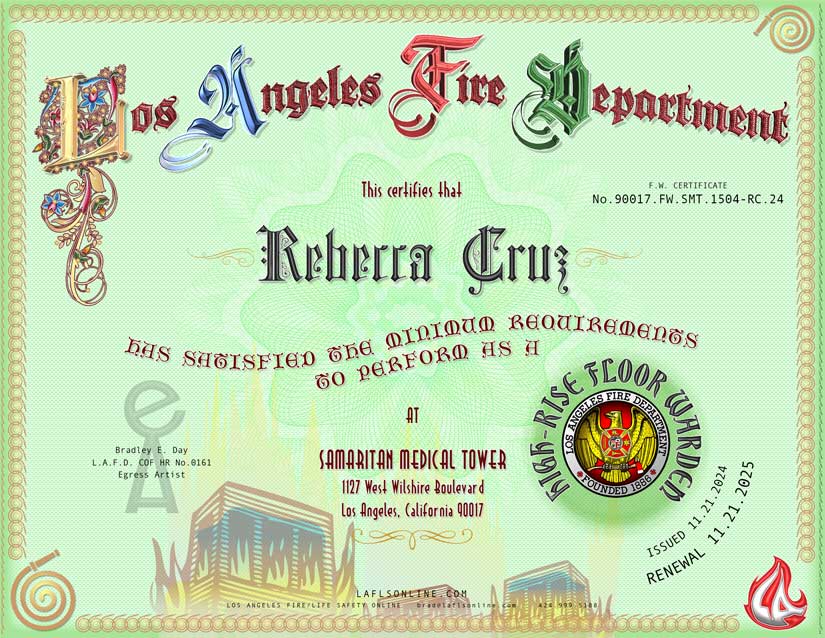 Los Angeles Fire Department
F.W. CERTIFICATE
No.90017.FW.SMT.1504-RC.24
This certifies that
Rebecca Cruz
HAS SATISFIED THE MINIMUM REQUIREMENTS
TO PERFORM AS A
HIGH-RISE FLOOR WARDEN
LOS ANGELES FIRE DEPARTMENT
FOUNDED 1886
AT
SAMARITAN MEDICAL TOWER
1127 West Wilshire Boulevard
Los Angeles, California 90017
Bradley E. Day
L.A.F.D. COF HR No.0161
Egress Artist
ISSUED 11.21.2024
RENEWAL 11.21.2025
LAFLSONLINE.COM
LOS ANGELES FIRE/LIFE SAFETY ONLINE